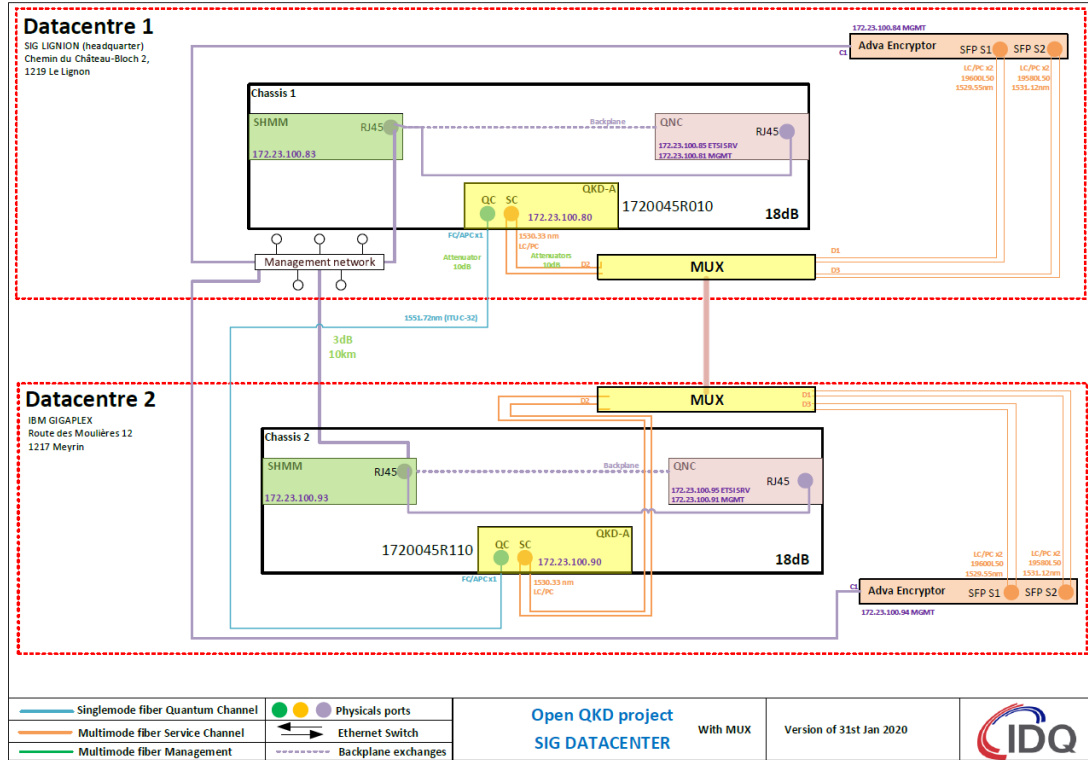 Datacentre 1
SIG LIGNION (headquarter)
Chemin du Château-Bloch 2,
1219 Le Lignon
172.23.100.84 MGMT
C1
Adva Encryptor
SFP S1
SFP S2
LC/PC x2
19600L50
1529.55nm
LC/PC x2
19580L50
1531.12nm
Chassis 1
SHMM
RJ45
172.23.100.83
Backplane
QNC
RJ45
172.23.100.85 ETSI SRV
172.23.100.81 MGMT
QKD-A
QC
SC
172.23.100.80
1720045R010
18dB
FC/APC x1
1530.33 nm
LC/PC
Attenuator
10dB
Attenuators
10dB
D2
MUX
D1
D3
Management network
1551.72nm (ITU C-32)
3dB
10km
Datacentre 2
IBM GIGAPLEX
Route des Moulières 12
1217 Meyrin
D2
MUX
D1
D3
Chassis 2
SHMM
RJ45
172.23.100.93
Backplane
QNC
RJ45
172.23.100.95 ETSI SRV
172.23.100.91 MGMT
QKD-A
QC
SC
172.23.100.90
1720045R110
18dB
FC/APC x1
1530.33 nm
LC/PC
LC/PC x2
19600L50
1529.55nm
LC/PC x2
19580L50
1531.12nm
C1
Adva Encryptor
SFP S1
SFP S2
172.23.100.94 MGMT
Singlemode fiber Quantum Channel
Multimode fiber Service Channel
Multimode fiber Management
Physicals ports
Ethernet Switch
Backplane exchanges
Open QKD project
SIG DATACENTER
With MUX
Version of 31st Jan 2020
IDQ